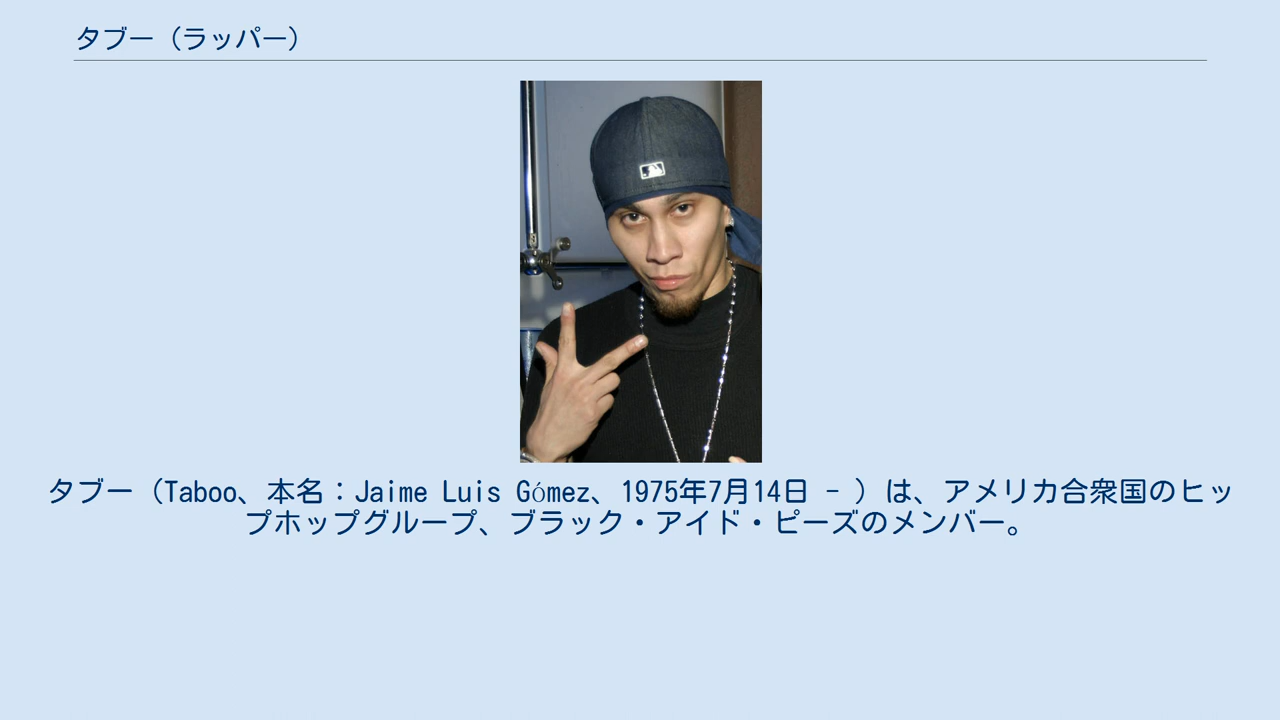 タブー（ラッパー）
タブー（Taboo、本名：Jaime Luis Gómez、1975年7月14日 - ）は、アメリカ合衆国のヒッ
プホップグループ、ブラック・アイド・ピーズのメンバー。